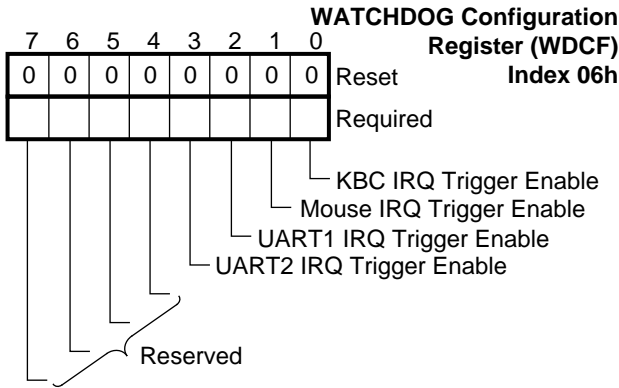 WATCHDOG Configuration
Register (WDCF)
Index 06h
7 6 5 4 3 2 1 0
0 0 0 0 0 0 0 0 Reset
Required
KBC IRQ Trigger Enable
Mouse IRQ Trigger Enable
UART1 IRQ Trigger Enable
UART2 IRQ Trigger Enable
Reserved